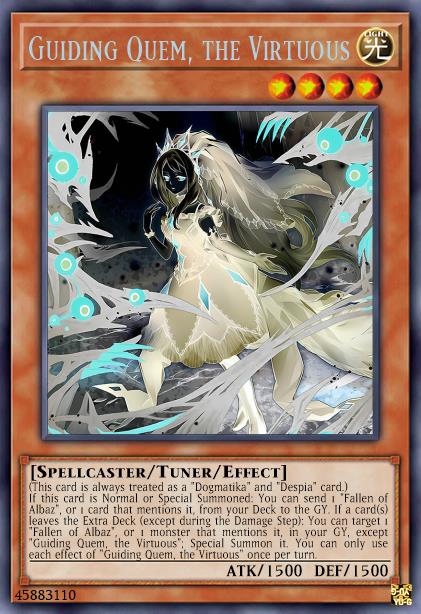 GUIDING QUEM, THE VIRTUOUS
LIGHT
光
[SPELLCASTER/TUNER/EFFECT]
(This card is always treated as a "Dogmatika" and "Despia" card.)
If this card is Normal or Special Summoned: You can send 1 "Fallen of
Albaz", or 1 card that mentions it, from your Deck to the GY. If a card(s)
leaves the Extra Deck (except during the Damage Step): You can target 1
"Fallen of Albaz", or 1 monster that mentions it, in your GY, except
"Guiding Quem, the Virtuous"; Special Summon it. You can only use
each effect of "Guiding Quem, the Virtuous" once per turn.
ATK/1500 DEF/1500
45883110